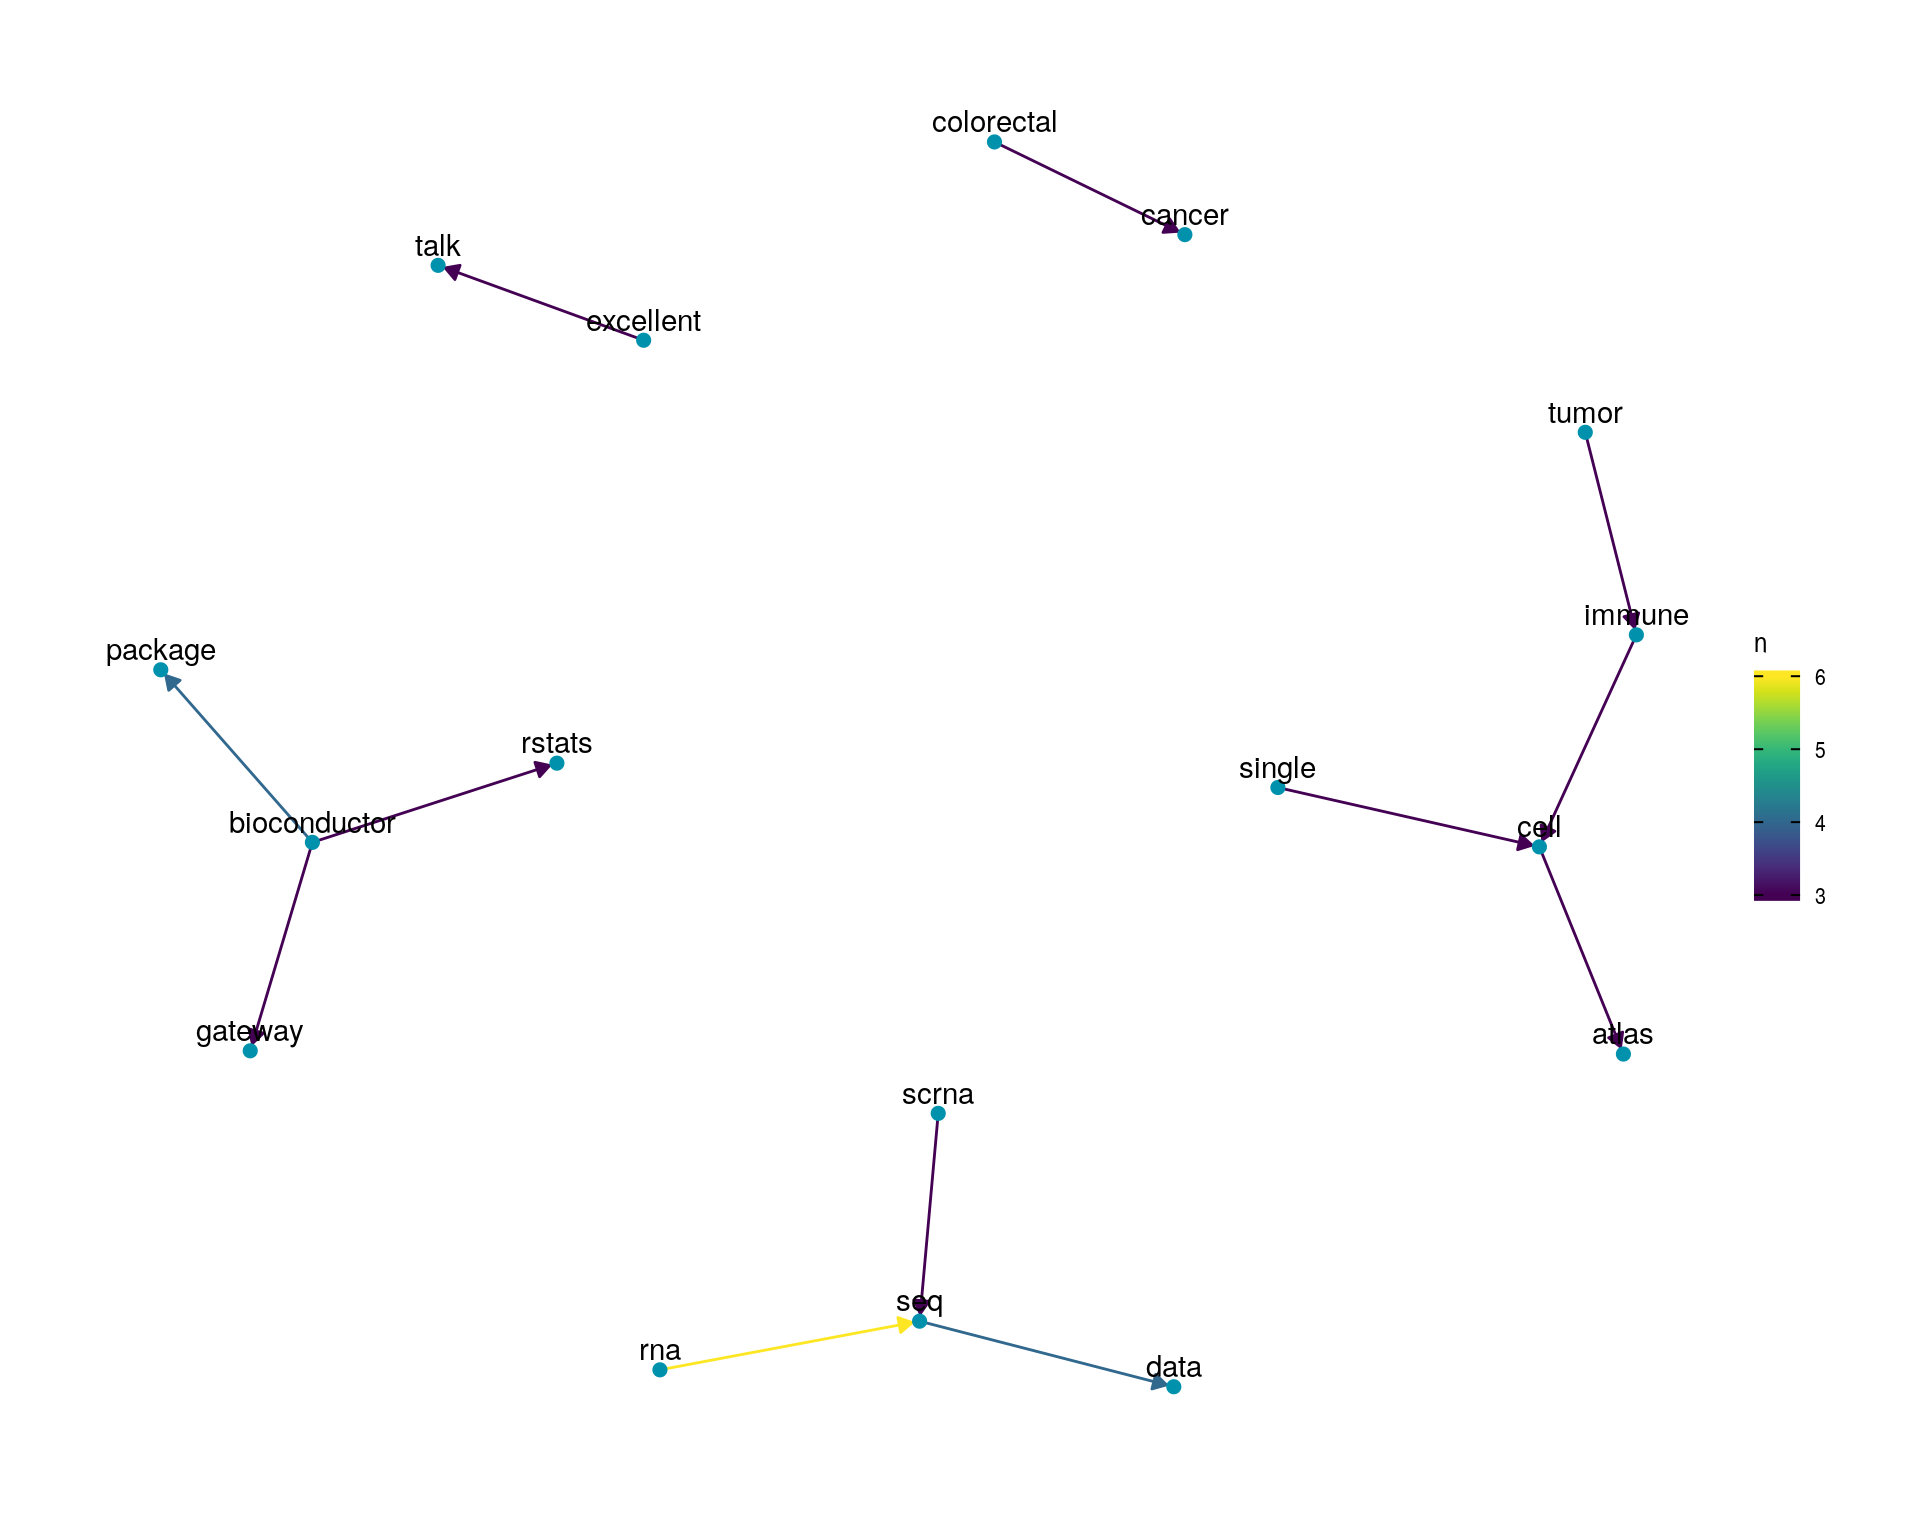 colorectal
cancer
talk
excellent
tumor
immune
n
package
6
rstats
5
single
bioconductor
4
cell
3
gateway
atlas
scrna
seq
rna
data